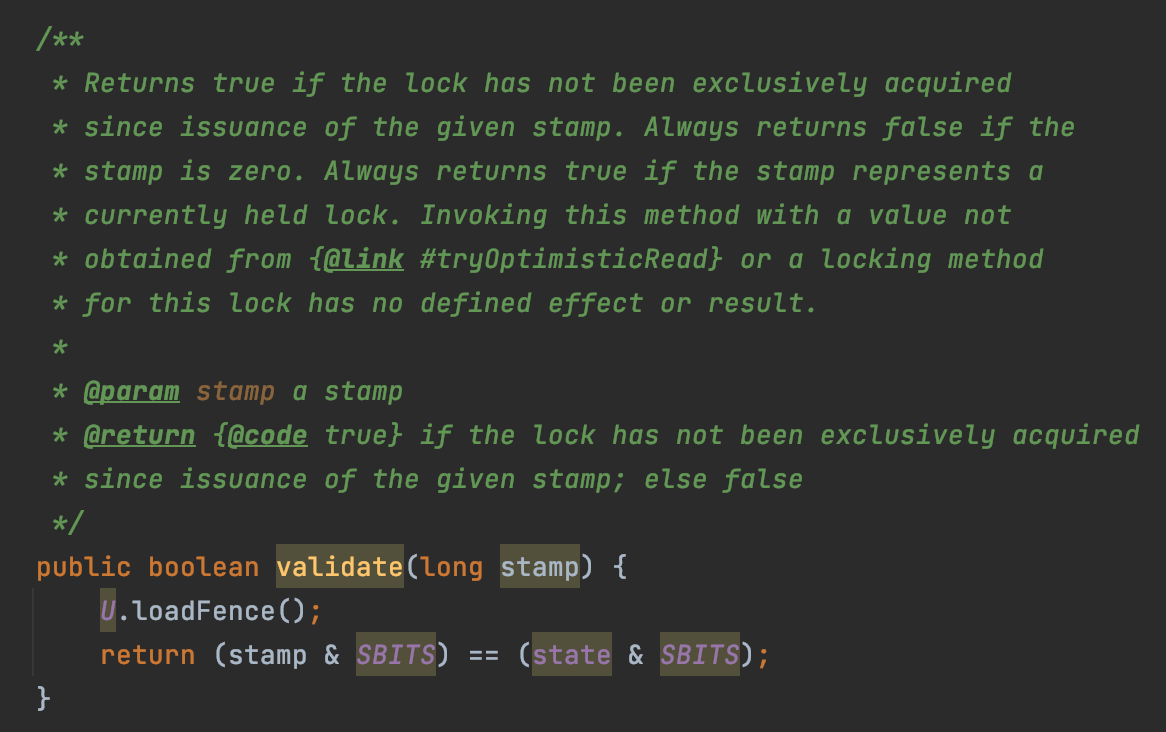 /**
 * Returns true if the lock has not been exclusively acquired
 * since issuance of the given stamp. Always returns false if the
 * stamp is zero. Always returns true if the stamp represents a
 * currently held lock. Invoking this method with a value not
 * obtained from {@link #tryOptimisticRead} or a locking method
 * for this lock has no defined effect or result.
 *
 * @param stamp a stamp
 * @return {@code true} if the lock has not been exclusively acquired
 * since issuance of the given stamp; else false
 */
public boolean validate(long stamp) {
    U.loadFence();
    return (stamp & SBITS) == (state & SBITS);
}